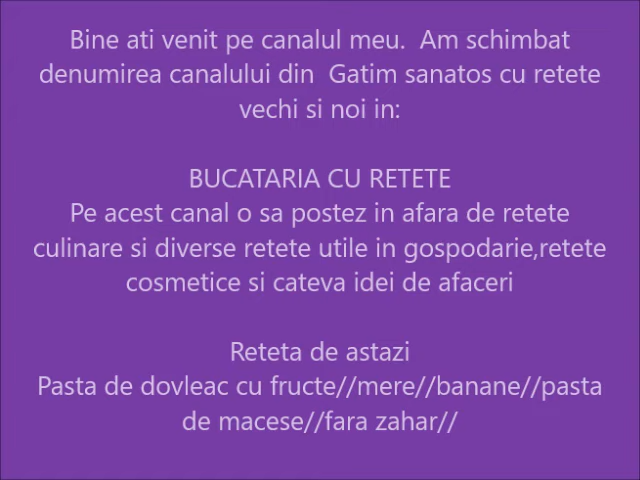 Bine ati venit pe canalul meu.  Am schimbat
denumirea canalului din  Gatim sanatos cu retete
vechi si noi in:
BUCATARIA CU RETETE
Pe acest canal o sa postez in afara de retete
culinare si diverse retete utile in gospodarie,retete
cosmetice si cateva idei de afaceri
Reteta de astazi
Pasta de dovleac cu fructe//mere//banane//pasta
de macese//fara zahar//